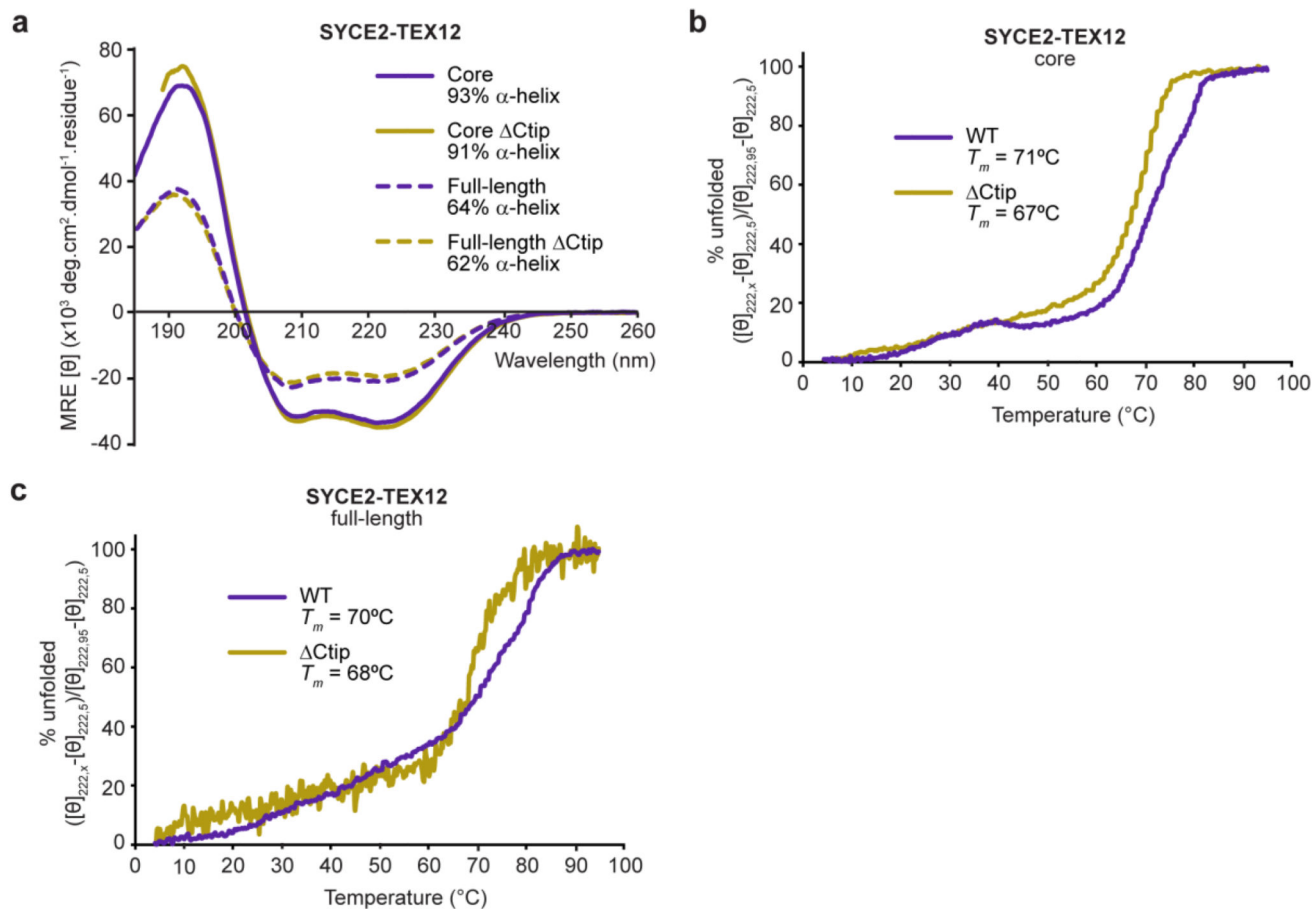 a
SYCE2-TEX12
MRE [θ] (x10³ deg.cm².dmol⁻¹.residue⁻¹)
80
60
40
20
0
-20
-40
190
200
210
220
230
240
250
260
Wavelength (nm)
Core
93% α-helix
Core ΔCtip
91% α-helix
Full-length
64% α-helix
Full-length ΔCtip
62% α-helix
b
SYCE2-TEX12
core
% unfolded
([θ]222,x-[θ]222,5)/[θ]222,95-[θ]222,5)
100
80
60
40
20
0
WT
Tm = 71ºC
ΔCtip
Tm = 67ºC
0 10 20 30 40 50 60 70 80 90 100
Temperature (°C)
c
SYCE2-TEX12
full-length
% unfolded
([θ]222,x-[θ]222,5)/[θ]222,95-[θ]222,5)
100
80
60
40
20
0
WT
Tm = 70ºC
ΔCtip
Tm = 68ºC
0 10 20 30 40 50 60 70 80 90 100
Temperature (°C)